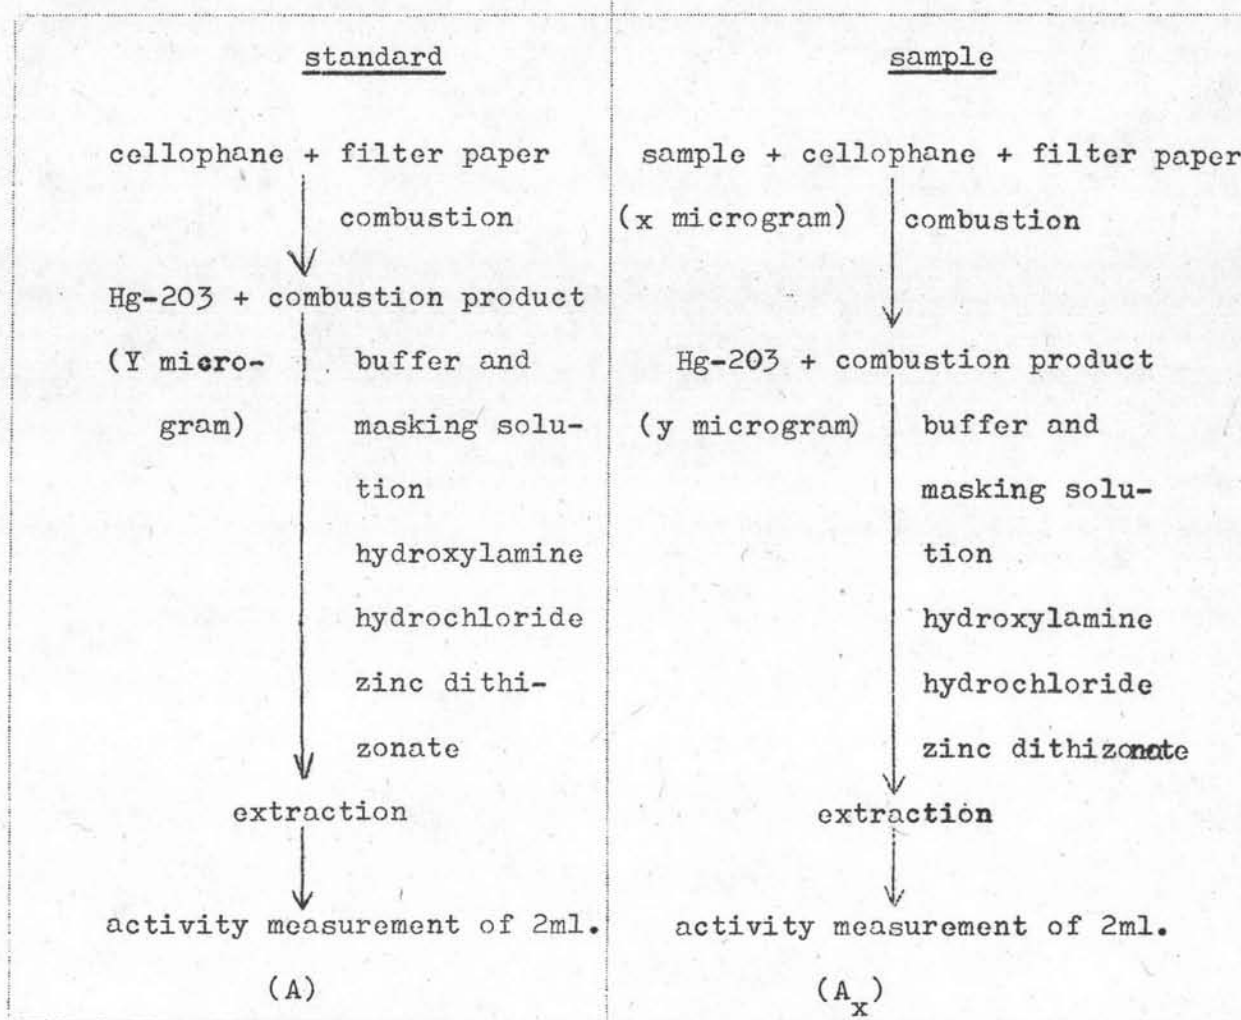 standard
cellophane + filter paper
combustion
Hg-203 + combustion product
(Y micro-
gram)
buffer and
masking solu-
tion
hydroxylamine
hydrochloride
zinc dithi-
zonate
extraction
activity measurement of 2ml.
(A)
sample
sample + cellophane + filter paper
(x microgram)
combustion
Hg-203 + combustion product
(y microgram)
buffer and
masking solu-
tion
hydroxylamine
hydrochloride
zinc dithizonate
extraction
activity measurement of 2ml.
(Ax)